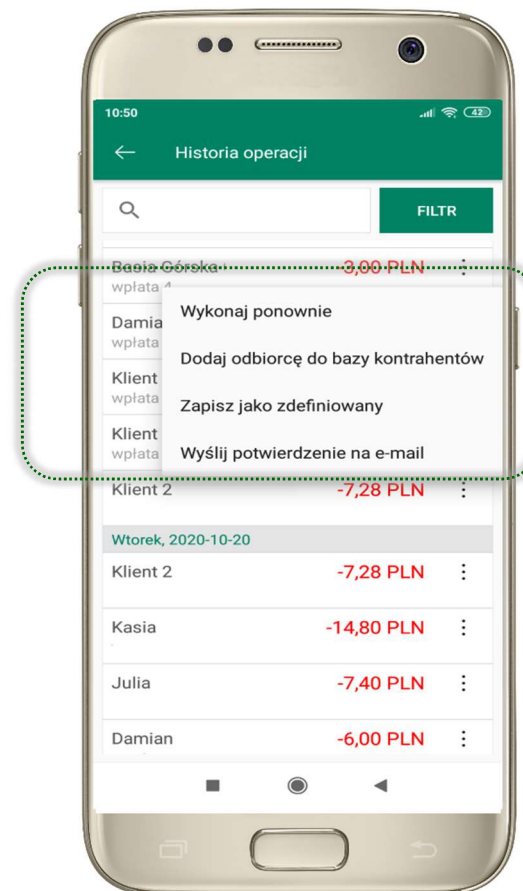 10:50
42
Historia operacji
FILTR
Basia Górska
-3,00 PLN
wpłata 4
Damia
wpłata
Klient
wpłata
Klient
wpłata
Wykonaj ponownie
Dodaj odbiorcę do bazy kontrahentów
Zapisz jako zdefiniowany
Wyślij potwierdzenie na e-mail
Klient 2
-7,28 PLN
Wtorek, 2020-10-20
Klient 2
-7,28 PLN
Kasia
-14,80 PLN
Julia
-7,40 PLN
Damian
-6,00 PLN